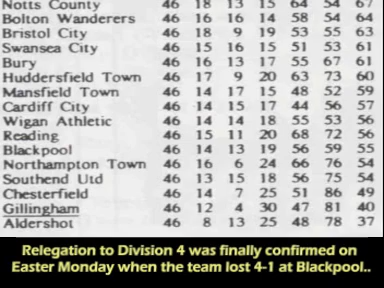 Notts County 46 18 13 15 64 54 67
Bolton Wanderers 46 16 16 14 58 54 64
Bristol City 46 18 9 19 53 55 63
Swansea City 46 15 16 15 51 53 61
Bury 46 16 13 17 55 67 61
Huddersfield Town 46 17 9 20 63 73 60
Mansfield Town 46 14 17 15 48 52 59
Cardiff City 46 14 15 17 44 56 57
Wigan Athletic 46 14 14 18 55 53 56
Reading 46 15 11 20 68 72 56
Blackpool 46 14 13 19 56 59 55
Northampton Town 46 16 6 24 66 76 54
Southend Utd 46 13 15 18 56 75 54
Chesterfield 46 14 7 25 51 86 49
Gillingham 46 12 4 30 47 81 40
Aldershot 46 8 13 25 48 78 37
Relegation to Division 4 was finally confirmed on
Easter Monday when the team lost 4-1 at Blackpool..